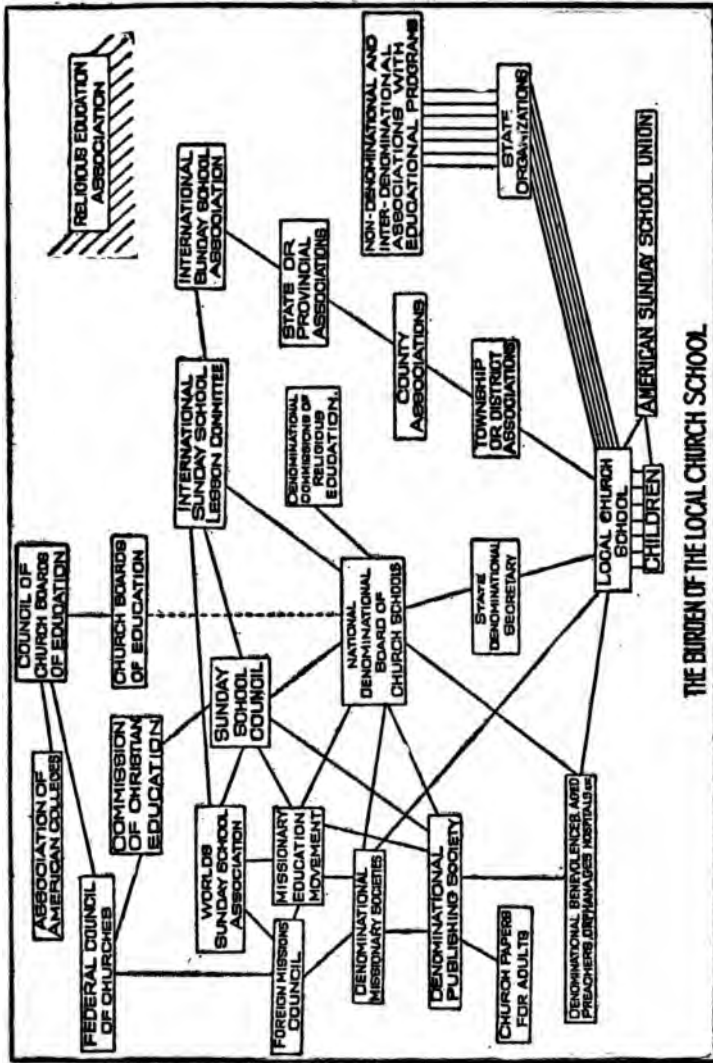 RELIGIOUS EDUCATION
ASSOCIATION
COUNCIL OF
CHURCH BOARDS
OF EDUCATION
ASSOCIATION OF
AMERICAN COLLEGES
FEDERAL COUNCIL
OF CHURCHES
CHURCH BOARDS
OF EDUCATION
COMMISSION
OF CHRISTIAN
EDUCATION
INTERNATIONAL
SUNDAY SCHOOL
LESSON COMMITTEE
INTERNATIONAL
SUNDAY SCHOOL
ASSOCIATION
SUNDAY
SCHOOL
COUNCIL
WORLDS
SUNDAY SCHOOL
ASSOCIATION
STATE OR
PROVINCIAL
ASSOCIATIONS
NON-DENOMINATIONAL AND
INTER-DENOMINATIONAL
ASSOCIATIONS WITH
EDUCATIONAL PROGRAMS
MISSIONARY
EDUCATION
MOVEMENT
FOREIGN MISSIONS
COUNCIL
DENOMINATIONAL
COMMISSIONS OF
RELIGIOUS
EDUCATION
NATIONAL
DENOMINATIONAL
BOARD OF
CHURCH SCHOOLS
DENOMINATIONAL
MISSIONARY SOCIETIES
COUNTY
ASSOCIATIONS
DENOMINATIONAL
PUBLISHING SOCIETY
STATE
DENOMINATIONAL
SECRETARY
TOWNSHIP
OR DISTRICT
ASSOCIATIONS
STATE
ORGANIZATIONS
CHURCH PAPERS
FOR ADULTS
DENOMINATIONAL BENEVOLENCES, AGED
PREACHERS, ORPHANAGES HOSPITALS ETC
LOCAL CHURCH
SCHOOL
CHILDREN
AMERICAN SUNDAY SCHOOL UNION
THE BURDEN OF THE LOCAL CHURCH SCHOOL